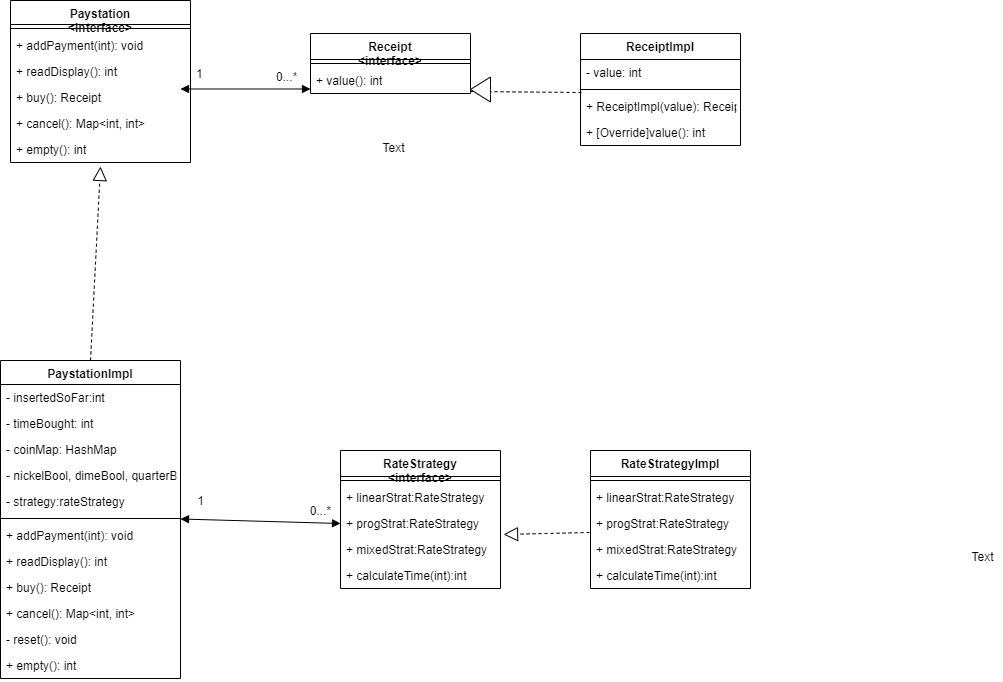 Paystation
<interface>
+ addPayment(int): void
+ readDisplay(): int
+ buy(): Receipt
+ cancel(): Map<int, int>
+ empty(): int
1
0...*
Receipt
<interface>
+ value(): int
ReceiptImpl
- value: int
+ ReceiptImpl(value): Receip
+ [Override]value(): int
Text
PaystationImpl
- insertedSoFar:int
- timeBought: int
- coinMap: HashMap
- nickelBool, dimeBool, quarterB
- strategy:rateStrategy
+ addPayment(int): void
+ readDisplay(): int
+ buy(): Receipt
+ cancel(): Map<int, int>
- reset(): void
+ empty(): int
1
0...*
RateStrategy
<interface>
+ linearStrat:RateStrategy
+ progStrat:RateStrategy
+ mixedStrat:RateStrategy
+ calculateTime(int):int
RateStrategyImpl
+ linearStrat:RateStrategy
+ progStrat:RateStrategy
+ mixedStrat:RateStrategy
+ calculateTime(int):int
Text